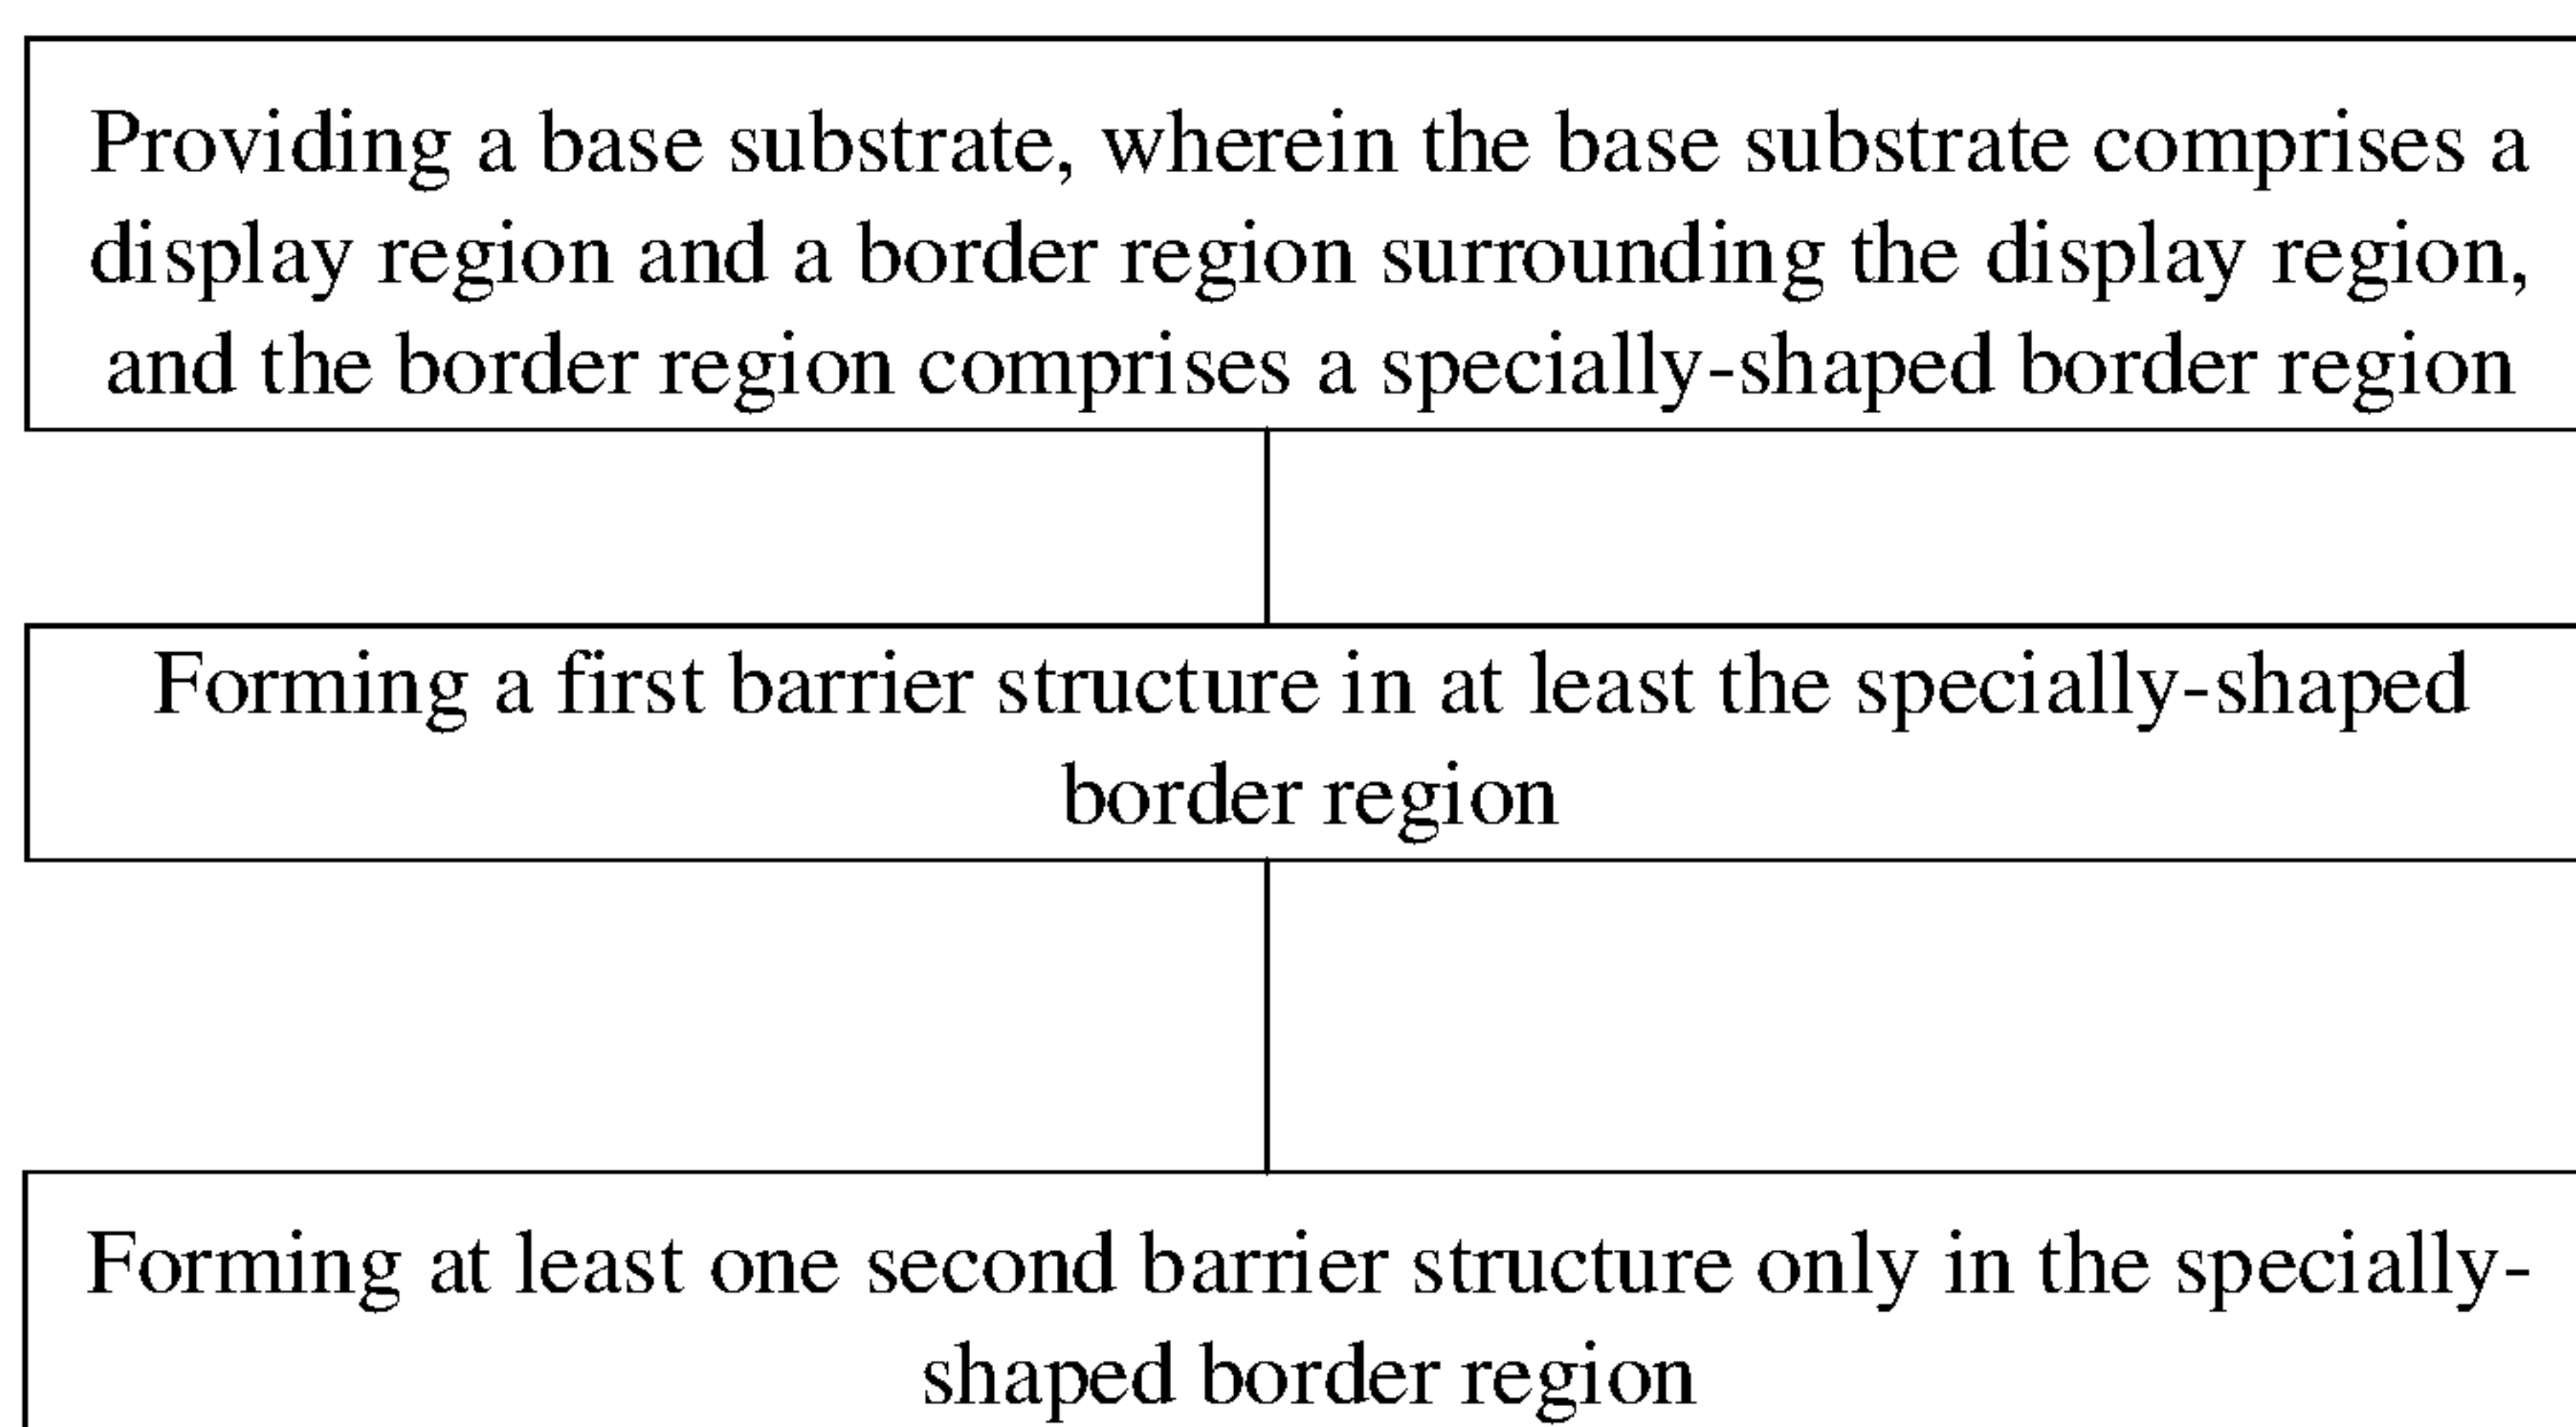 Providing a base substrate, wherein the base substrate comprises a
display region and a border region surrounding the display region,
and the border region comprises a specially-shaped border region
Forming a first barrier structure in at least the specially-shaped
border region
Forming at least one second barrier structure only in the specially-
shaped border region